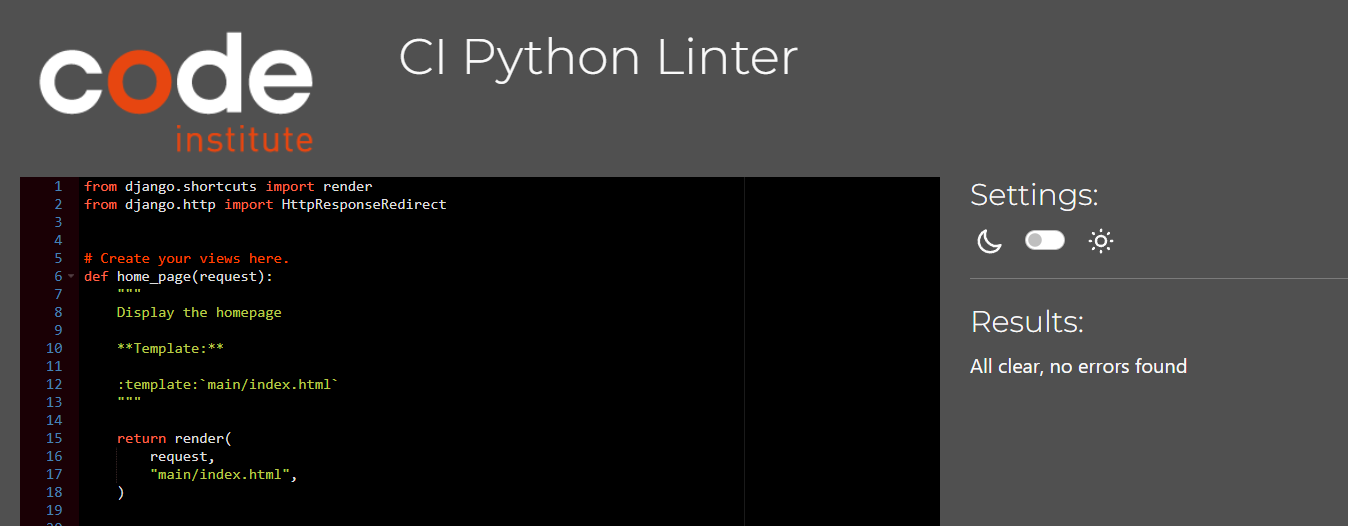 code
institute
CI Python Linter
1 from django.shortcuts import render
2 from django.http import HttpResponseRedirect
3
4
5 # Create your views here.
6 def home_page(request):
7     """
8     Display the homepage
9
10     **Template:**
11
12     :template:`main/index.html`
13     """
14
15     return render(
16         request,
17         "main/index.html",
18     )
19
Settings:
Results:
All clear, no errors found